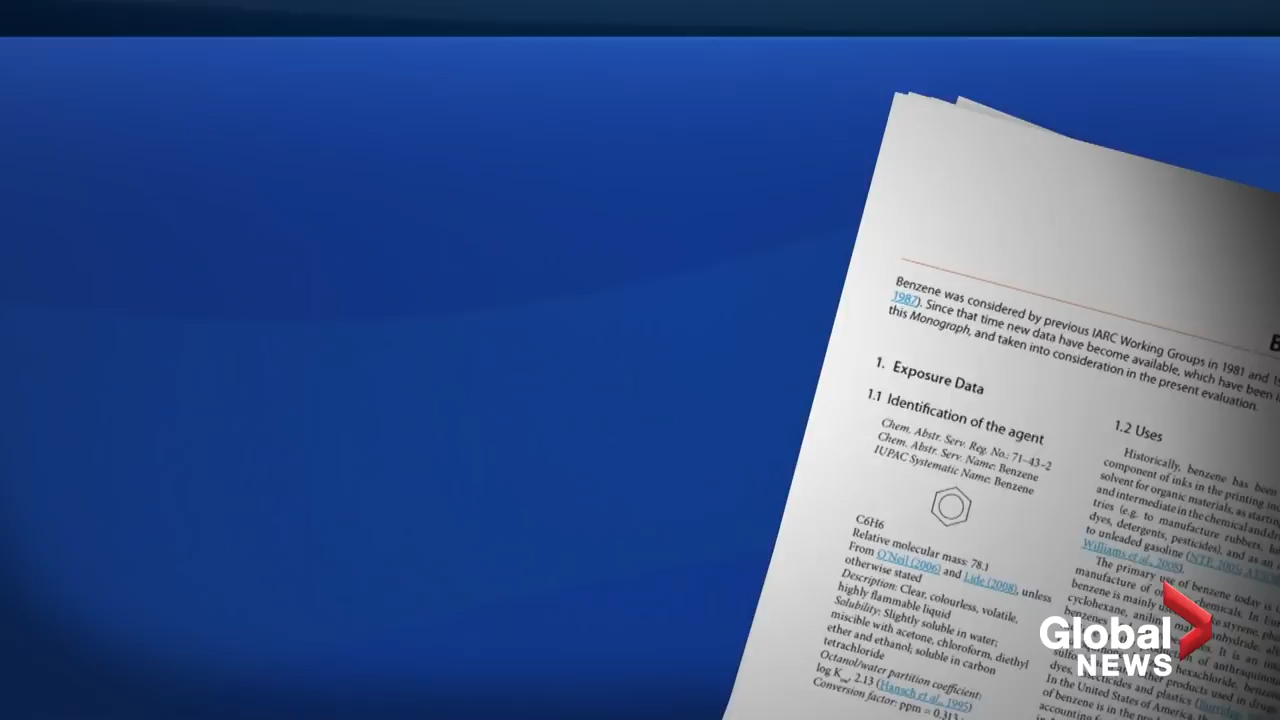 B
Benzene was considered by previous IARC Working Groups in 1981 and
1987). Since that time new data have become available, which have been
this Monograph, and taken into consideration in the present evaluation.
1. Exposure Data
1.1 Identification of the agent
Chem. Abstr. Serv. Reg. No.: 71–43–2
Chem. Abstr. Serv. Name: Benzene
IUPAC Systematic Name: Benzene
C6H6
Relative molecular mass: 78.1
From O'Neil (2006) and Lide (2008), unless
otherwise stated
Description: Clear, colourless, volatile,
highly flammable liquid
Solubility: Slightly soluble in water;
miscible with acetone, chloroform, diethyl
ether and ethanol; soluble in carbon
tetrachloride
Octanol/water partition coefficient:
log Kow, 2.13 (Hansch et al., 1995)
Conversion factor: ppm = 0.313
1.2 Uses
Historically, benzene has been
component of inks in the printing
solvent for organic materials, as
and intermediate in the chemical and
tries (e.g. to manufacture rubbers,
dyes, detergents, pesticides), and as an
to unleaded gasoline (NTP, 2005;
Williams et al., 2008).
The primary use of benzene today is
manufacture of chemicals. In
benzene is mainly styrene,
cyclohexane,
hexachloride,
dyes, and plastics
In the United States of America
of benzene is in the
accounting
Global
NEWS